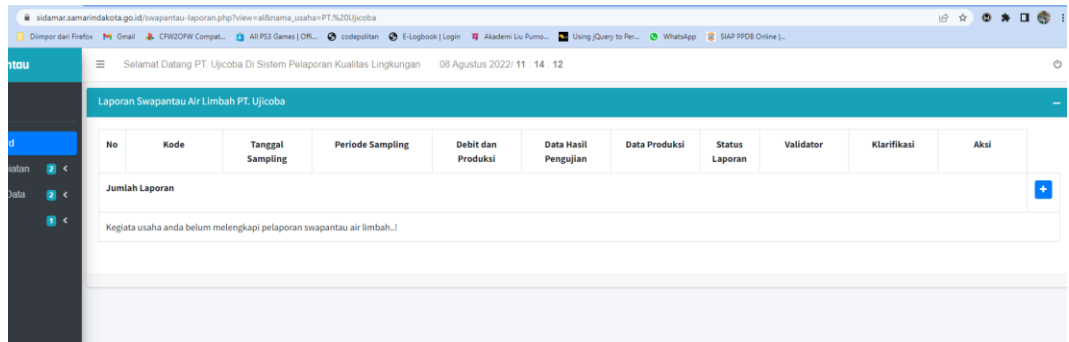 sidamar.samarindakota.go.id/swapantau-laporan.php?view=al&nama_usaha=PT.%20Ujicoba
Diimpor dari Firefox Gmail CFW2OFW Compat... All PS3 Games | Offi... codepolitan E-Logbook | Login Akademi Liu Purno... Using jQuery to Per... WhatsApp SIAP PPDB Online |...
ntau
Selamat Datang PT. Ujicoba Di Sistem Pelaporan Kualitas Lingkungan 08 Agustus 2022/ 11 : 14 : 12
Laporan Swapantau Air Limbah PT. Ujicoba
rd
No Kode Tanggal Sampling Periode Sampling Debit dan Produksi Data Hasil Pengujian Data Produksi Status Laporan Validator Klarifikasi Aksi
iatan 2
Jumlah Laporan
Data 2
1
Kegiata usaha anda belum melengkapi pelaporan swapantau air limbah..!